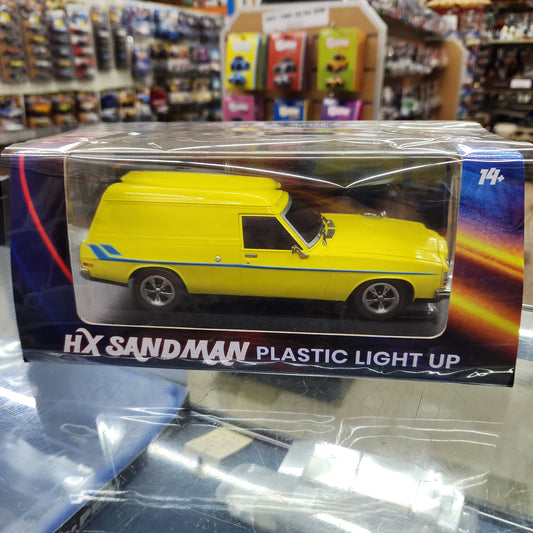 14+
HX SANDMAN PLASTIC LIGHT UP